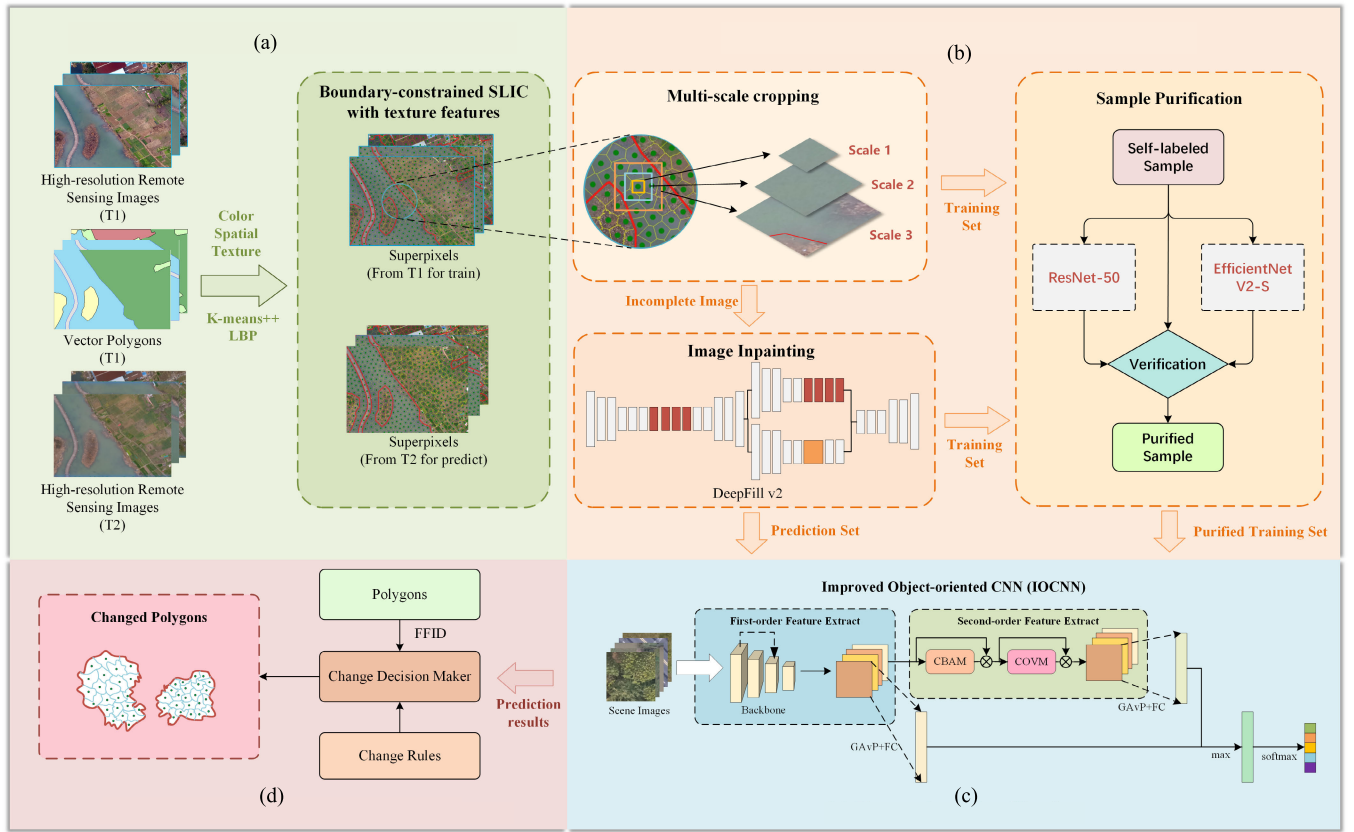 (a)
High-resolution Remote
Sensing Images
(T1)
Vector Polygons
(T1)
High-resolution Remote
Sensing Images
(T2)
Color
Spatial
Texture
K-means++
LBP
Boundary-constrained SLIC
with texture features
Superpixels
(From T1 for train)
Superpixels
(From T2 for predict)
(b)
Multi-scale cropping
Scale 1
Scale 2
Scale 3
Incomplete Image
Image Inpainting
DeepFill v2
Training
Set
Training
Set
Prediction Set
Sample Purification
Self-labeled
Sample
ResNet-50
EfficientNet
V2-S
Verification
Purified
Sample
Purified Training Set
Improved Object-oriented CNN (IOCNN)
First-order Feature Extract
Second-order Feature Extract
Scene Images
Backbone
CBAM
COVM
GAvP+FC
GAvP+FC
max
softmax
(c)
Changed Polygons
Polygons
FFID
Change Decision Maker
Change Rules
Prediction
results
(d)